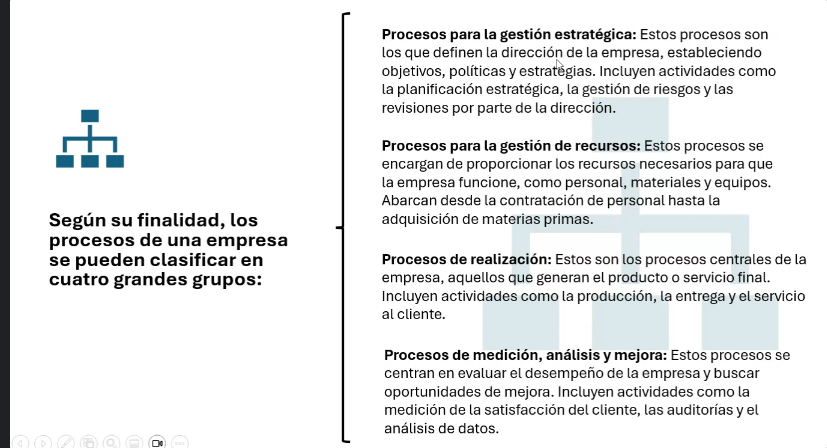 Según su finalidad, los
procesos de una empresa
se pueden clasificar en
cuatro grandes grupos:
Procesos para la gestión estratégica: Estos procesos son
los que definen la dirección de la empresa, estableciendo
objetivos, políticas y estrategias. Incluyen actividades como
la planificación estratégica, la gestión de riesgos y las
revisiones por parte de la dirección.
Procesos para la gestión de recursos: Estos procesos se
encargan de proporcionar los recursos necesarios para que
la empresa funcione, como personal, materiales y equipos.
Abarcan desde la contratación de personal hasta la
adquisición de materias primas.
Procesos de realización: Estos son los procesos centrales de la
empresa, aquellos que generan el producto o servicio final.
Incluyen actividades como la producción, la entrega y el servicio
al cliente.
Procesos de medición, análisis y mejora: Estos procesos se
centran en evaluar el desempeño de la empresa y buscar
oportunidades de mejora. Incluyen actividades como la
medición de la satisfacción del cliente, las auditorías y el
análisis de datos.